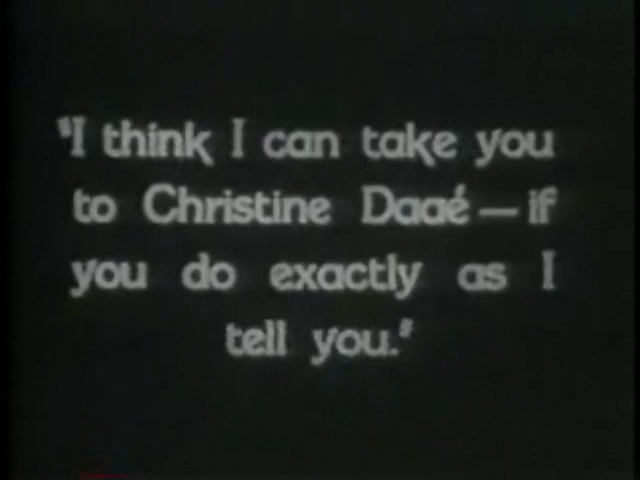 "I think I can take you
to Christine Daaé — if
you do exactly as I
tell you."